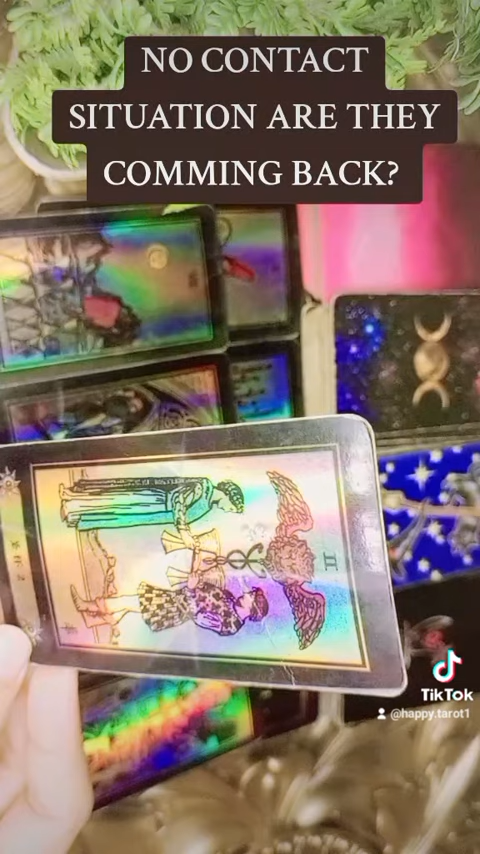 NO CONTACT
SITUATION ARE THEY
COMMING BACK?
II
TikTok
@happy.tarot1